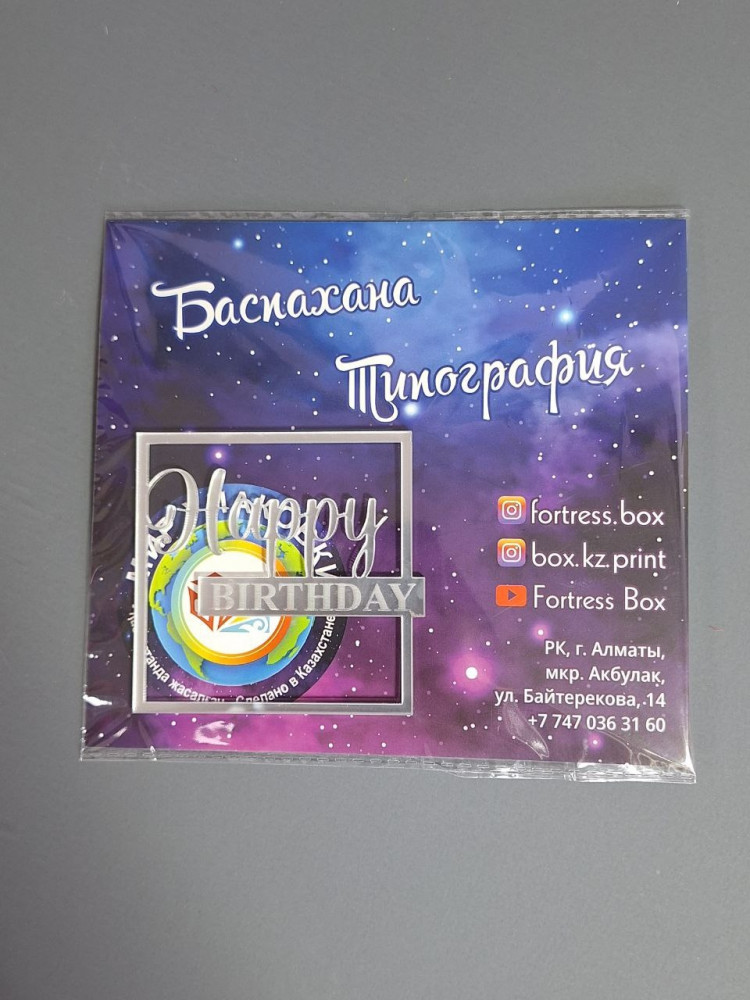 Баспахана
Типография
Happy
BIRTHDAY
fortress.box
box.kz.print
Fortress Box
РК, г. Алматы,
мкр. Акбулак,
ул. Байтерекова, 14
+7 747 036 31 60
жасалған
Сделано в Казахстане